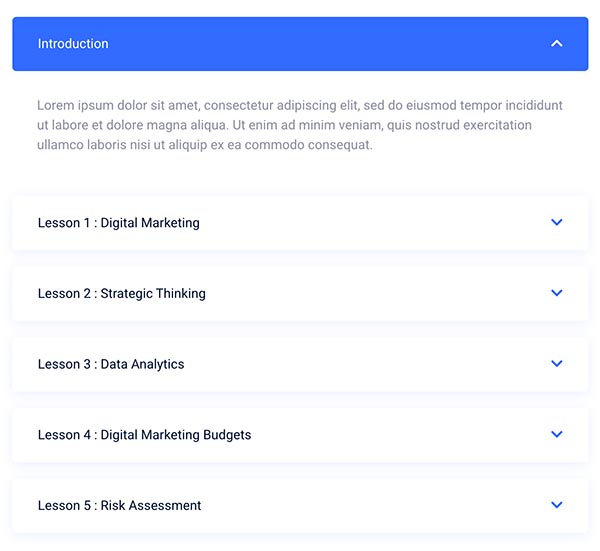 Introduction
Lorem ipsum dolor sit amet, consectetur adipiscing elit, sed do eiusmod tempor incididunt
ut labore et dolore magna aliqua. Ut enim ad minim veniam, quis nostrud exercitation
ullamco laboris nisi ut aliquip ex ea commodo consequat.
Lesson 1 : Digital Marketing
Lesson 2 : Strategic Thinking
Lesson 3 : Data Analytics
Lesson 4 : Digital Marketing Budgets
Lesson 5 : Risk Assessment